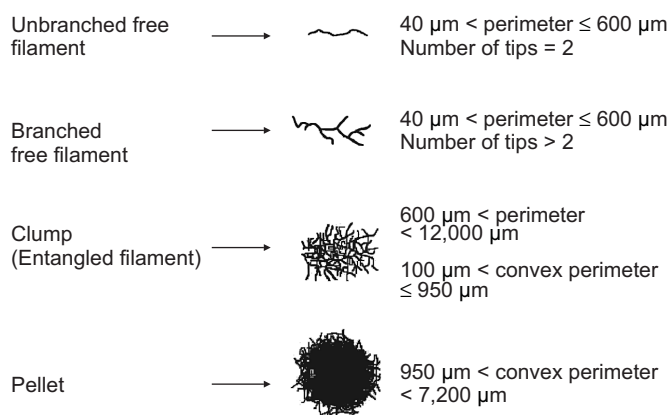 Unbranched free
filament
40 µm < perimeter ≤ 600 µm
Number of tips = 2
Branched
free filament
40 µm < perimeter ≤ 600 µm
Number of tips > 2
Clump
(Entangled filament)
600 µm < perimeter
< 12,000 µm
100 µm < convex perimeter
≤ 950 µm
Pellet
950 µm < convex perimeter
< 7,200 µm